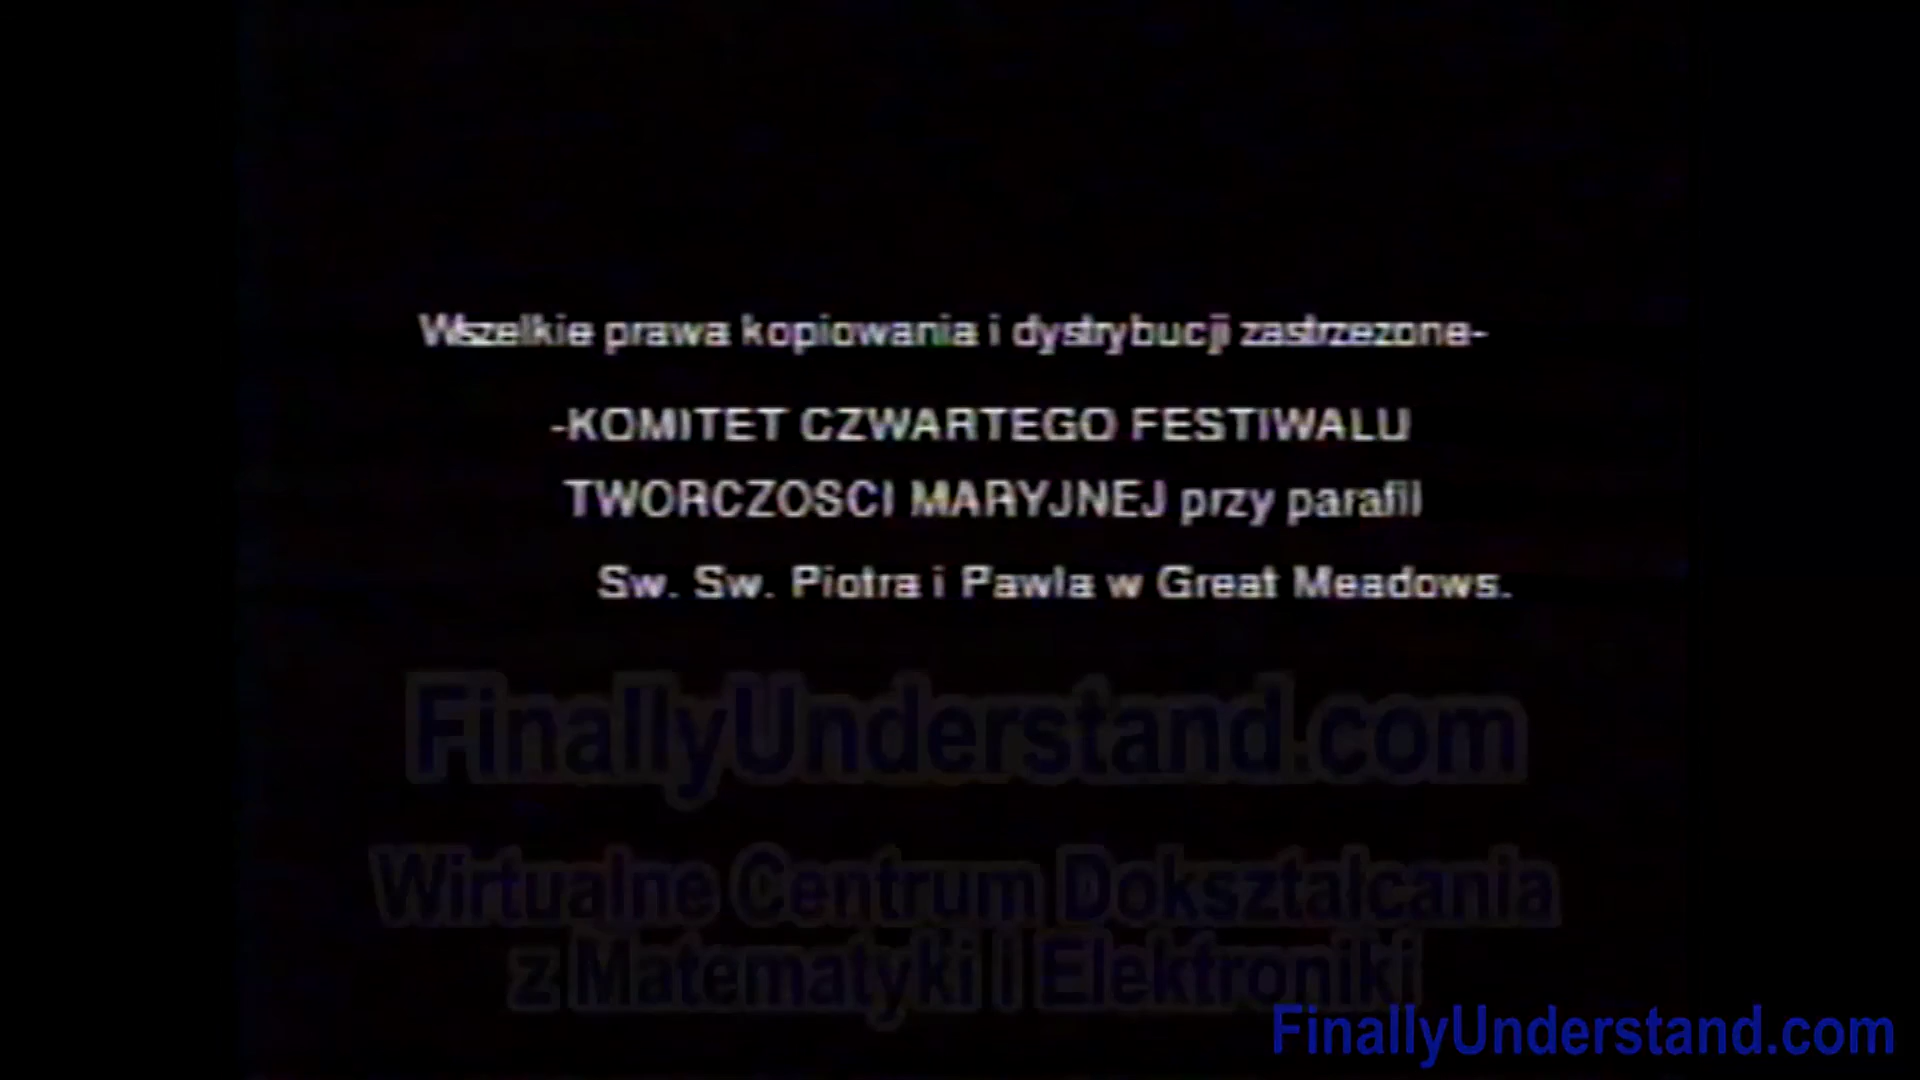 Wszelkie prawa kopiowania i dystrybucji zastrzezone-
-KOMITET CZWARTEGO FESTIWALU
TWORCZOSCI MARYJNEJ przy parafii
Sw. Sw. Piotra i Pawla w Great Meadows.
FinallyUnderstand.com
Wirtualne Centrum Dokształcania
z Matematyki i Elektroniki
FinallyUnderstand.com